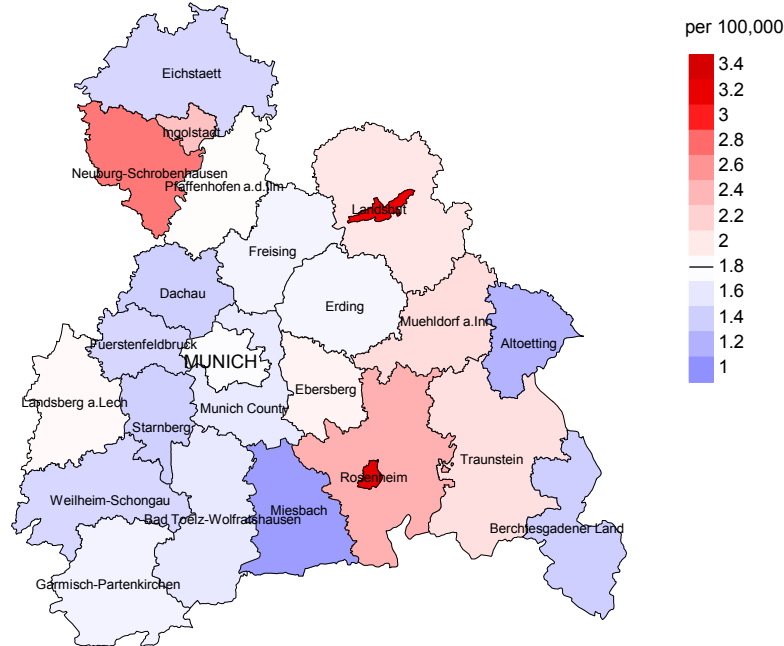 per 100,000
3.4
3.2
3
2.8
2.6
2.4
2.2
2
1.8
1.6
1.4
1.2
1
Eichstaett
Ingolstadt
Neuburg-Schrobenhausen
Pfaffenhofen a.d.Ilm
Landshut
Freising
Dachau
Erding
Muehldorf a.Inn
Altoetting
Fuerstenfeldbruck
MUNICH
Ebersberg
Landsberg a.Lech
Munich County
Starnberg
Traunstein
Rosenheim
Weilheim-Schongau
Miesbach
Bad Toelz-Wolfratshausen
Berchtesgadener Land
Garmisch-Partenkirchen